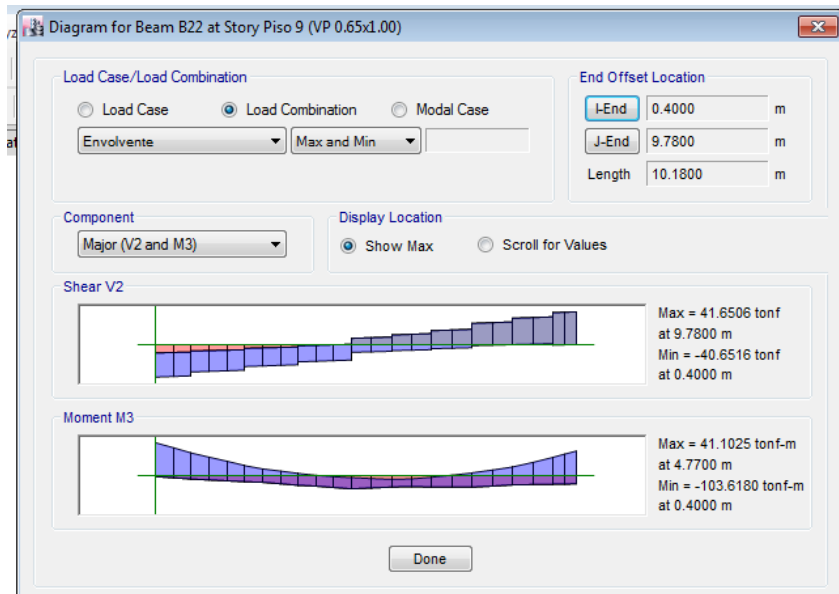 Diagram for Beam B22 at Story Piso 9 (VP 0.65x1.00)
Load Case/Load Combination
Load Case
Load Combination
Modal Case
Envolvente
Max and Min
End Offset Location
I-End
0.4000
m
J-End
9.7800
m
Length
10.1800
m
Component
Major (V2 and M3)
Display Location
Show Max
Scroll for Values
Shear V2
Max = 41.6506 tonf
at 9.7800 m
Min = -40.6516 tonf
at 0.4000 m
Moment M3
Max = 41.1025 tonf-m
at 4.7700 m
Min = -103.6180 tonf-m
at 0.4000 m
Done